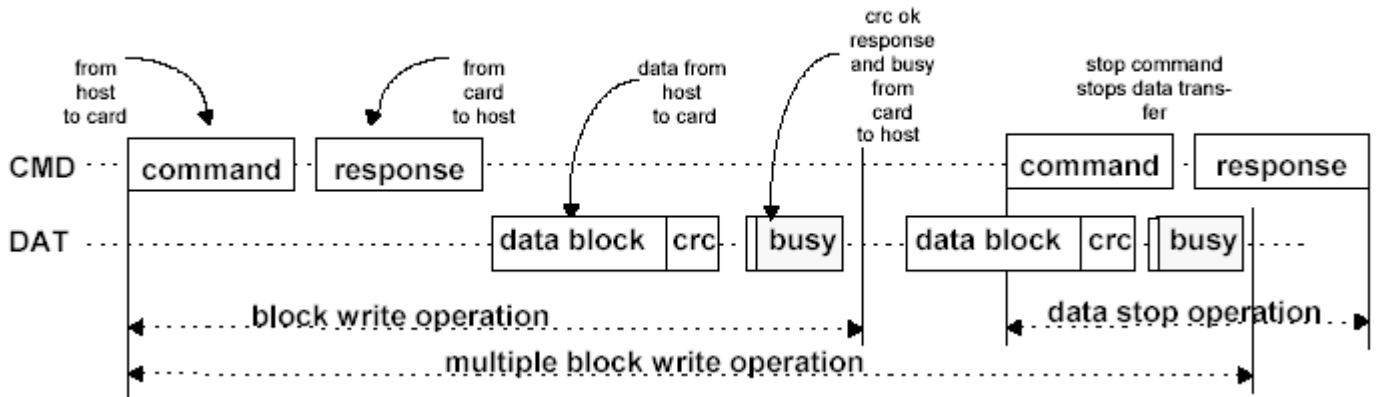 from
host
to card
from
card
to host
data from
host
to card
crc ok
response
and busy
from
card
to host
stop command
stops data trans-
fer
CMD
command
response
command
response
DAT
data block
crc
busy
data block
crc
busy
block write operation
data stop operation
multiple block write operation